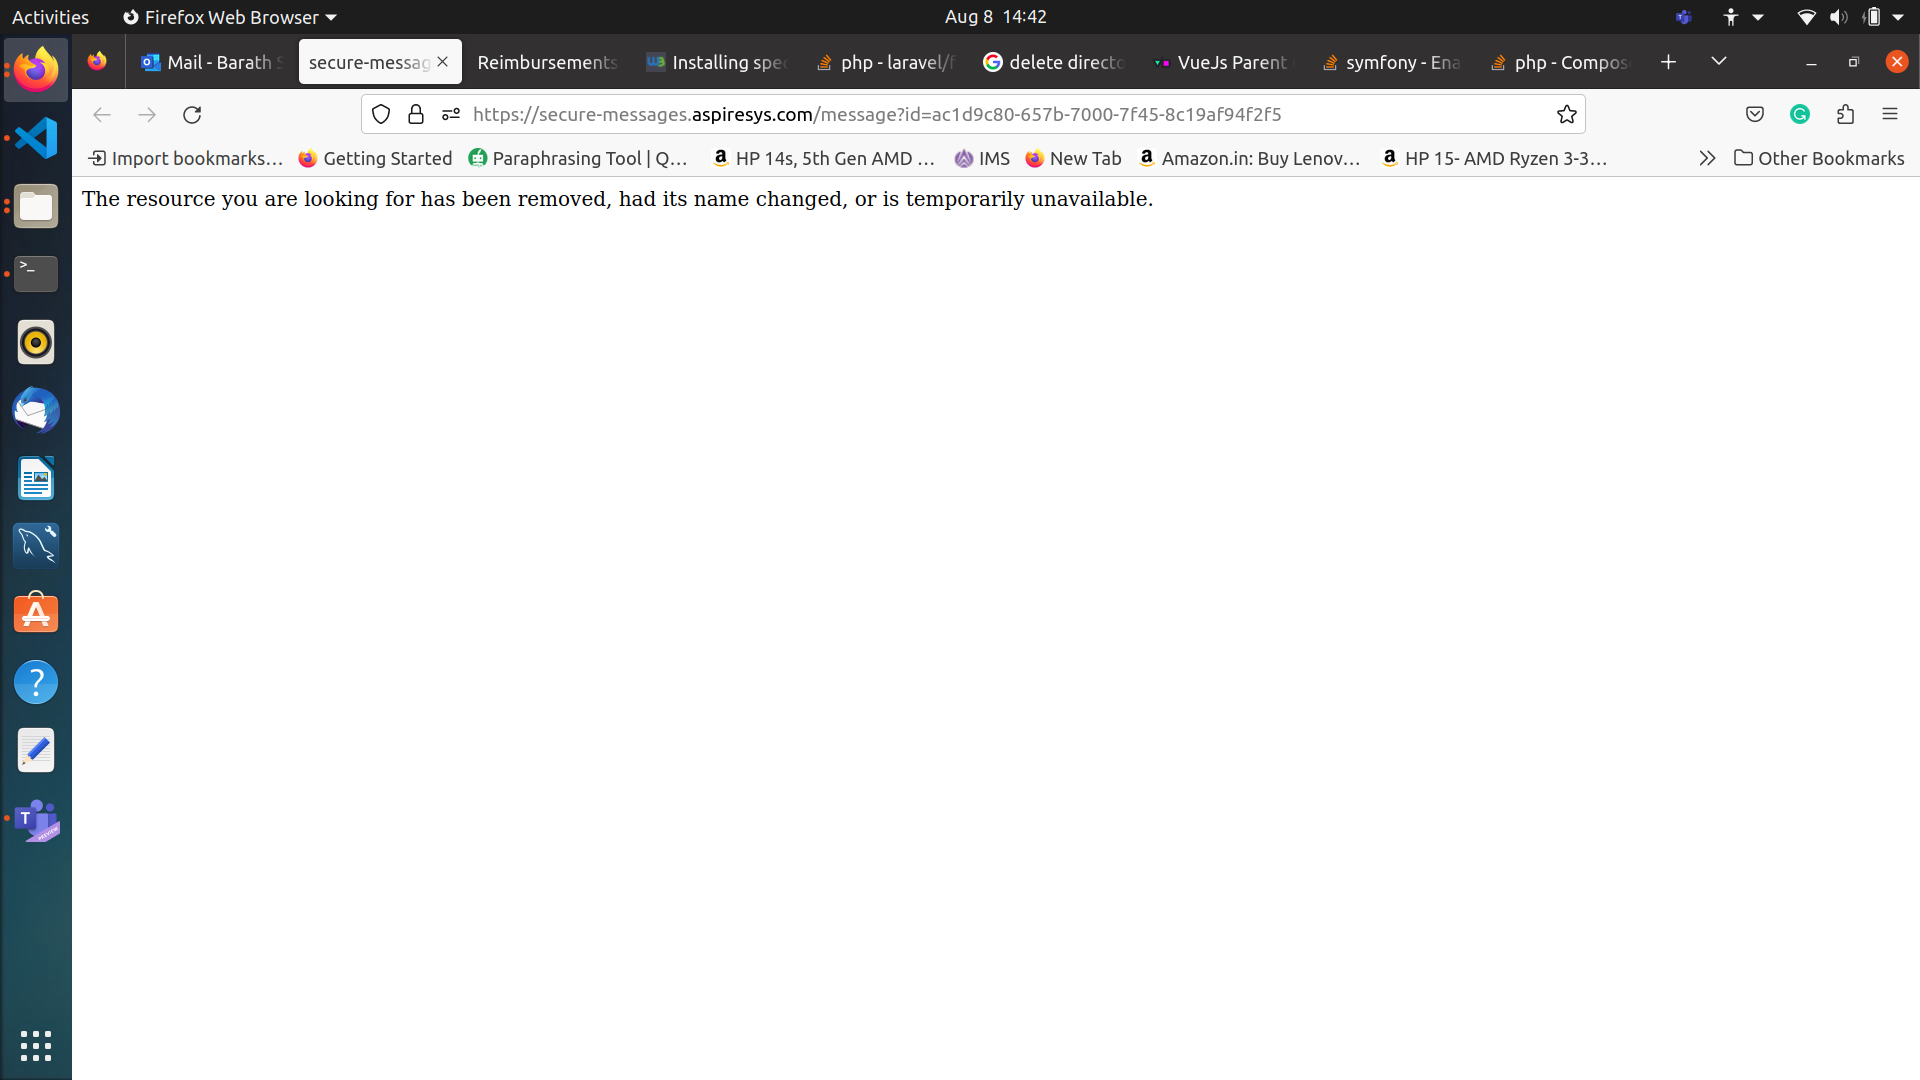 Activities
Firefox Web Browser
Aug 8 14:42
Mail - Barath S
secure-messag
Reimbursements
Installing spec
php - laravel/f
delete directo
VueJs Parent
symfony - Ena
php - Compos
https://secure-messages.aspiresys.com/message?id=ac1d9c80-657b-7000-7f45-8c19af94f2f5
Import bookmarks...
Getting Started
Paraphrasing Tool | Q...
HP 14s, 5th Gen AMD ...
IMS
New Tab
Amazon.in: Buy Lenov...
HP 15- AMD Ryzen 3-3...
Other Bookmarks
The resource you are looking for has been removed, had its name changed, or is temporarily unavailable.